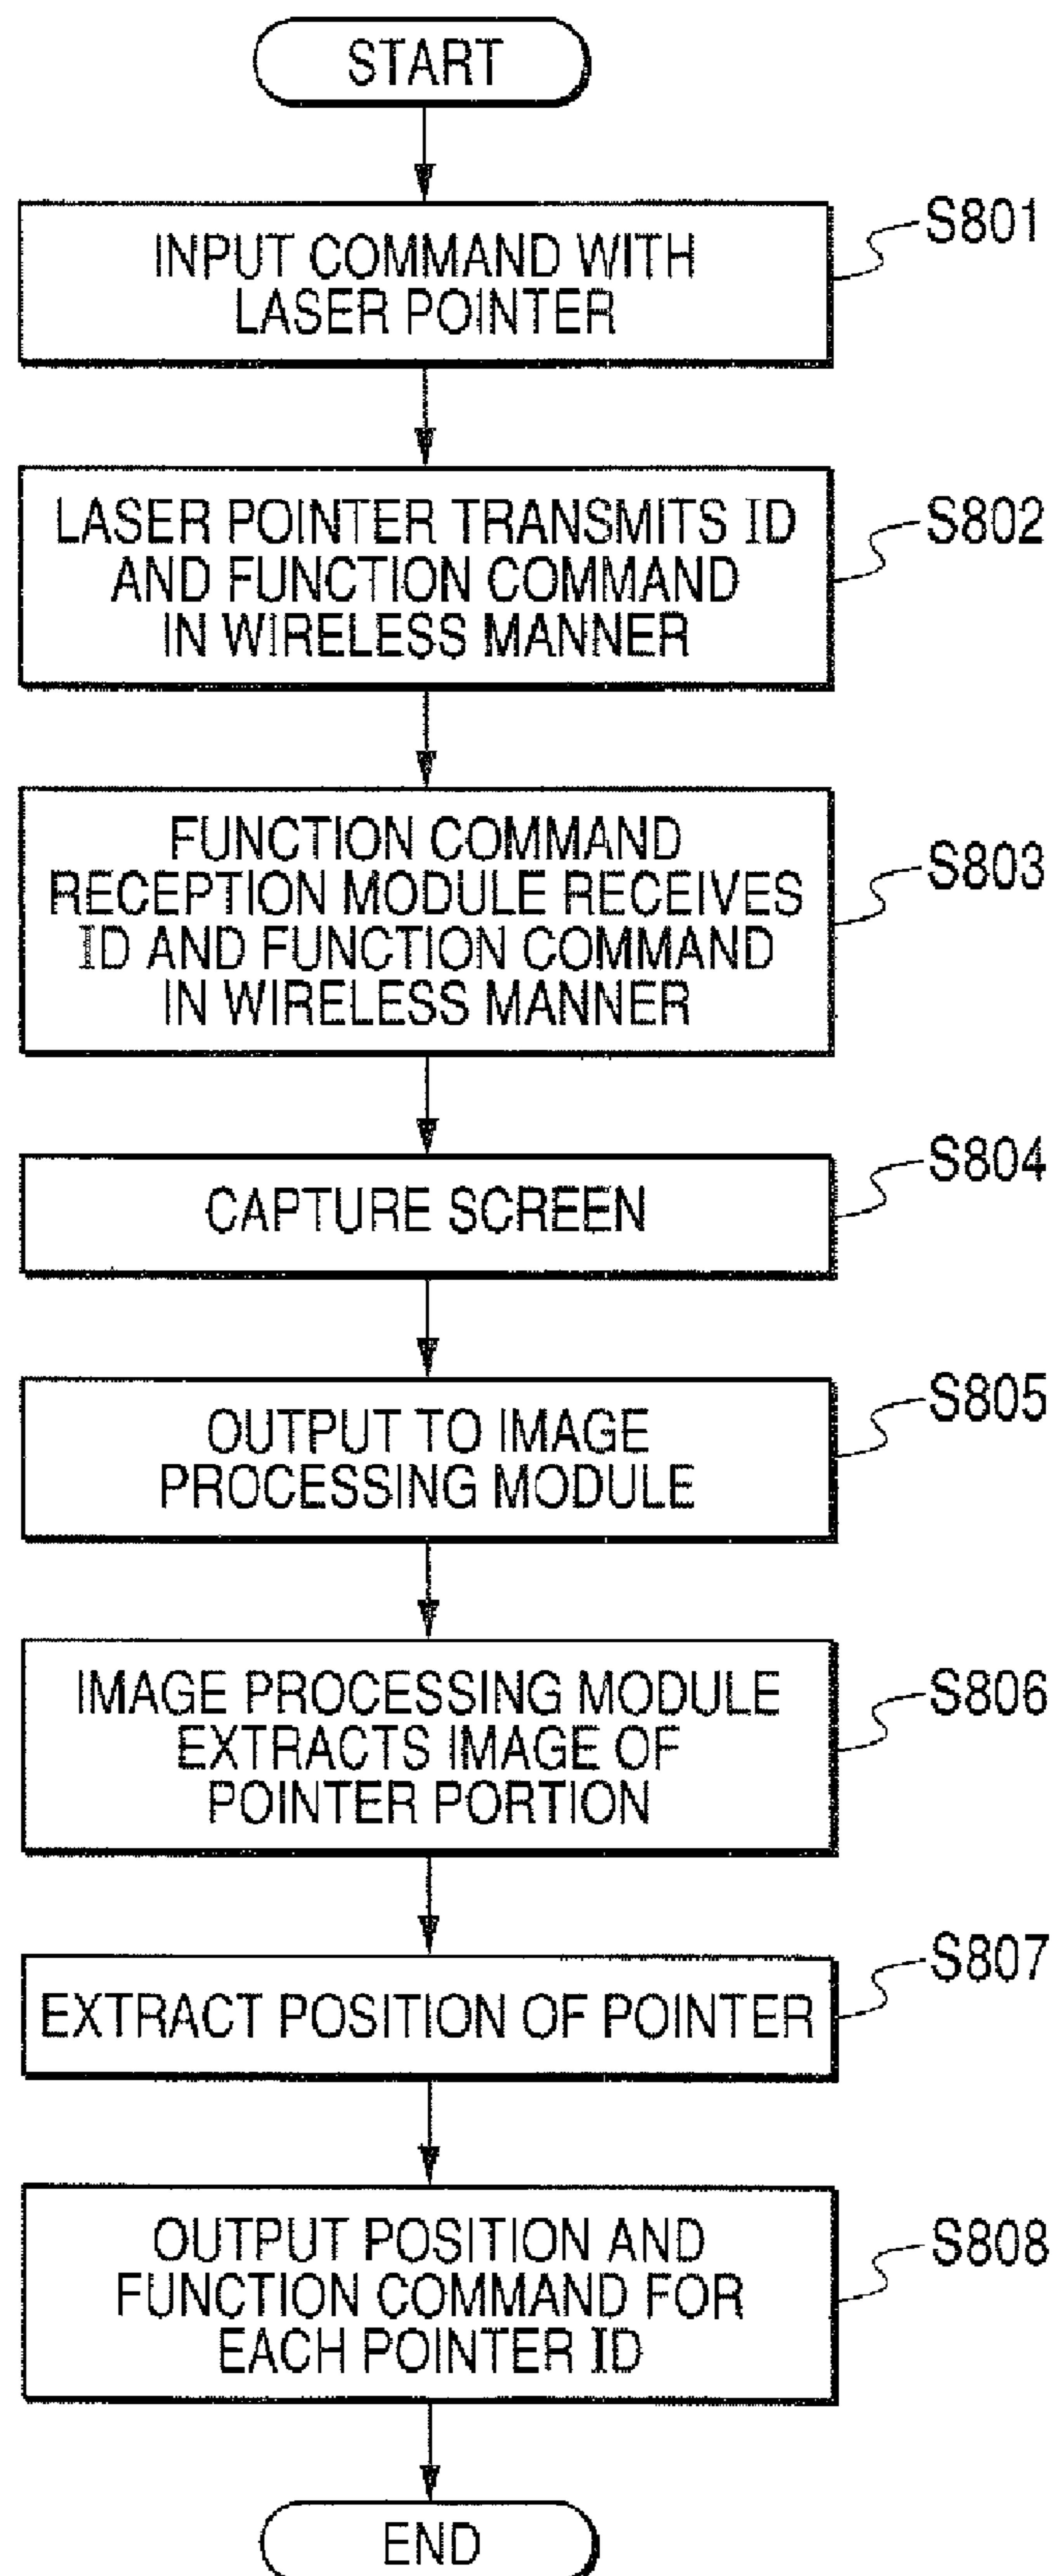 START
INPUT COMMAND WITH
LASER POINTER
S801
LASER POINTER TRANSMITS ID
AND FUNCTION COMMAND
IN WIRELESS MANNER
S802
FUNCTION COMMAND
RECEPTION MODULE RECEIVES
ID AND FUNCTION COMMAND
IN WIRELESS MANNER
S803
CAPTURE SCREEN
S804
OUTPUT TO IMAGE
PROCESSING MODULE
S805
IMAGE PROCESSING MODULE
EXTRACTS IMAGE OF
POINTER PORTION
S806
EXTRACT POSITION OF POINTER
S807
OUTPUT POSITION AND
FUNCTION COMMAND FOR
EACH POINTER ID
S808
END